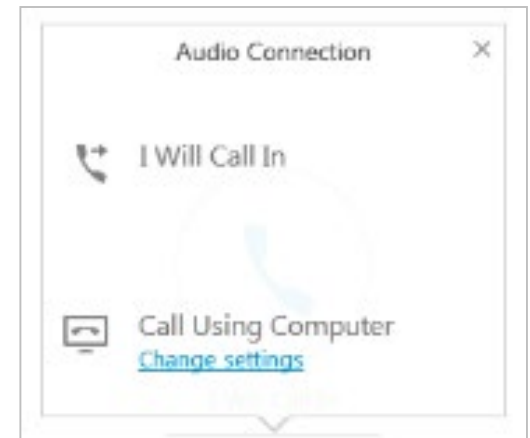 Audio Connection
I Will Call In
Call Using Computer
Change settings